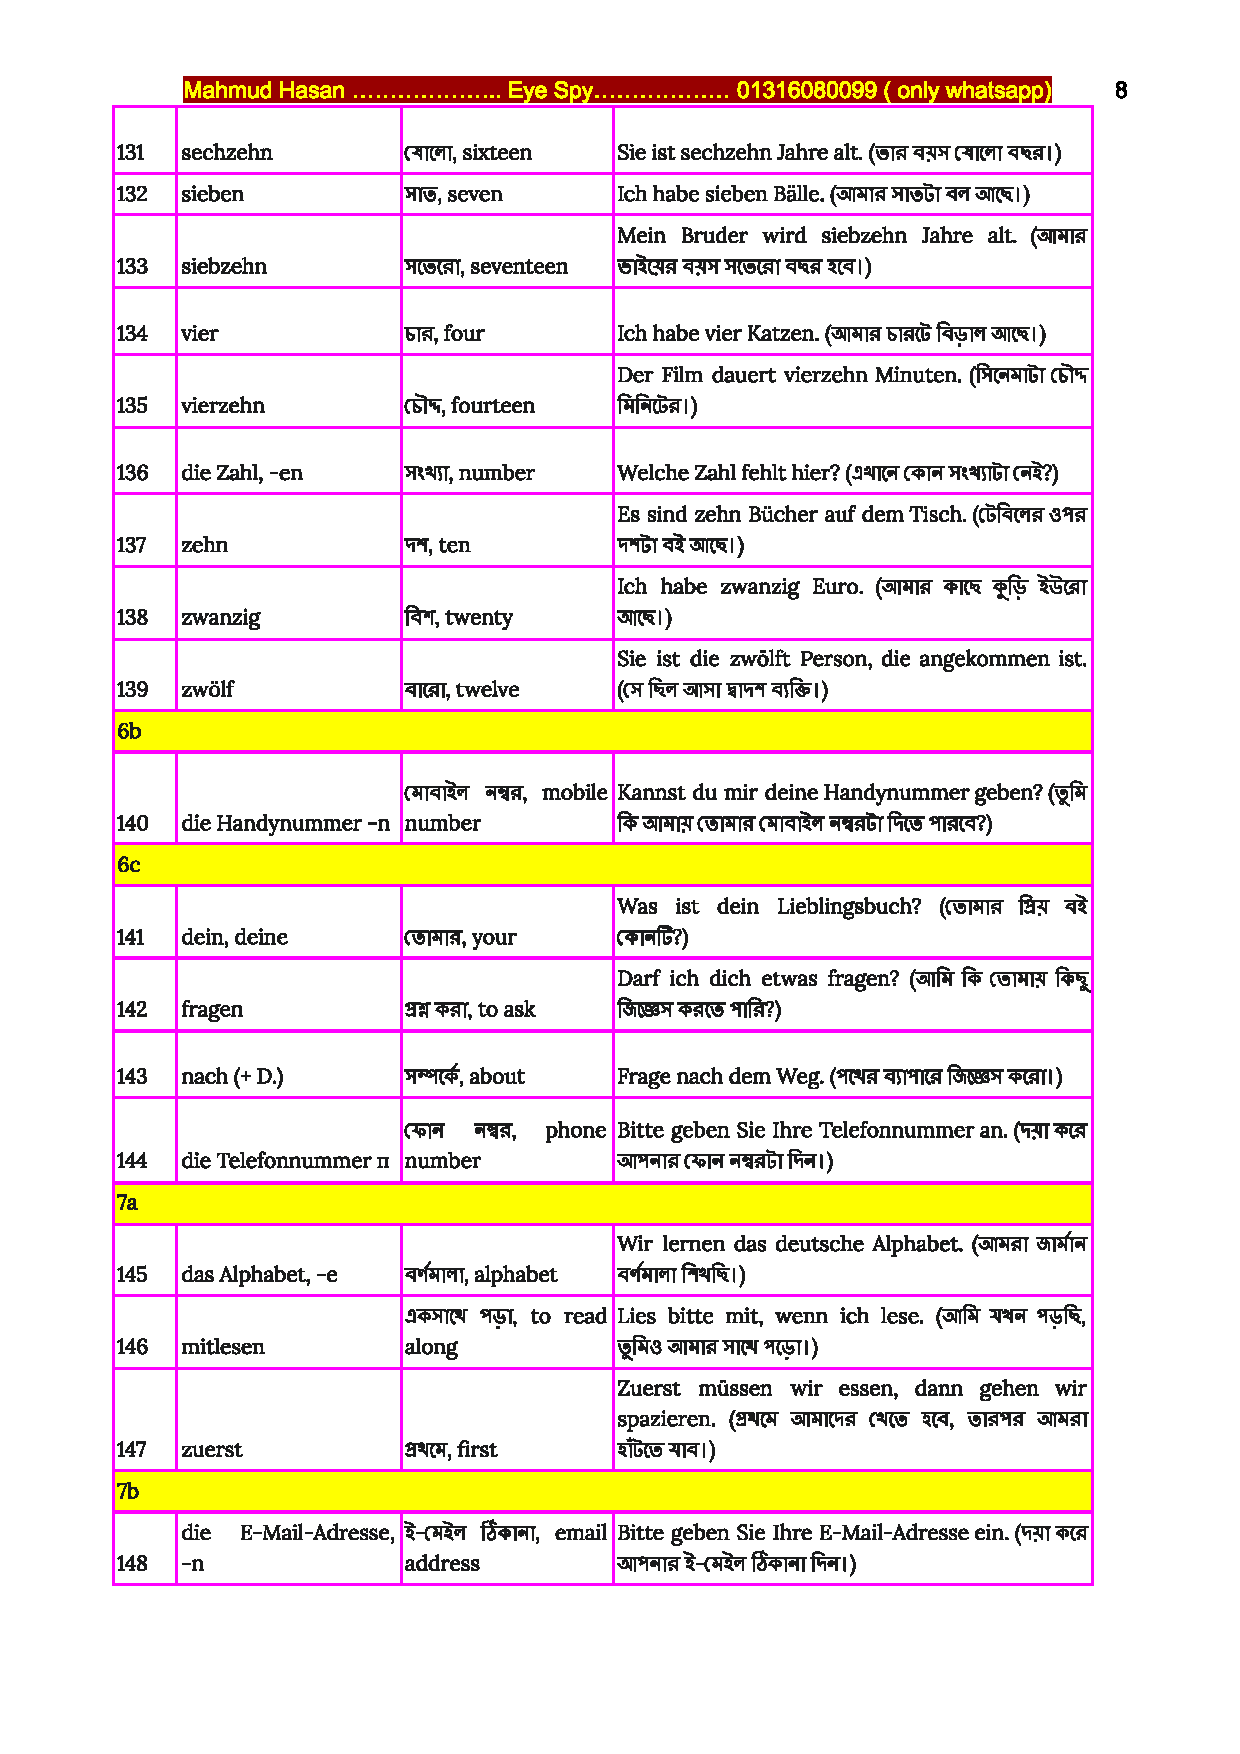 Mahmud Hasan ……………….. Eye Spy……………… 01316080099 ( only whatsapp) 8
131 sechzehn ষোলো, sixteen Sie ist sechzehn Jahre alt. (তার বয়স ষোলো বছর।)
132 sieben সাত, seven Ich habe sieben Bälle. (আমার সাতটা বল আছে।)
Mein Bruder wird siebzehn Jahre alt. (আমার
133 siebzehn সতেরো, seventeen ভাইয়ের বয়স সতেরো বছর হবে।)
134 vier চার, four Ich habe vier Katzen. (আমার চারটে বিড়াল আছে।)
Der Film dauert vierzehn Minuten. (সিনেমাটা চৌদ্দ
135 vierzehn চৌদ্দ, fourteen মিনিটের।)
136 die Zahl, -en সংখ্যা, number Welche Zahl fehlt hier? (এখানে কোন সংখ্যাটা নেই?)
Es sind zehn Bücher auf dem Tisch. (টেবিলের ওপর
137 zehn দশ, ten দশটা বই আছে।)
Ich habe zwanzig Euro. (আমার কাছে কুড়ি ইউরো
138 zwanzig বিশ, twenty আছে।)
Sie ist die zwölft Person, die angekommen ist.
139 zwölf বারো, twelve (সে ছিল আসা দ্বাদশ ব্যক্তি।)
6b
মোবাইল নম্বর, mobile Kannst du mir deine Handynummer geben? (তুমি
140 die Handynummer -n number কি আমায় তোমার মোবাইল নম্বরটা দিতে পারবে?)
6c
Was ist dein Lieblingsbuch? (তোমার প্রিয় বই
141 dein, deine তোমার, your কোনটি?)
Darf ich dich etwas fragen? (আমি কি তোমায় কিছু
142 fragen প্রশ্ন করা, to ask জিজ্ঞেস করতে পারি?)
143 nach (+ D.) সম্পর্কে, about Frage nach dem Weg. (পথের ব্যাপারে জিজ্ঞেস করো।)
ফোন নম্বর, phone Bitte geben Sie Ihre Telefonnummer an. (দয়া করে
144 die Telefonnummer n number আপনার ফোন নম্বরটা দিন।)
7a
Wir lernen das deutsche Alphabet. (আমরা জার্মান
145 das Alphabet, -e বর্ণমালা, alphabet বর্ণমালা শিখছি।)
একসাথে পড়া, to read Lies bitte mit, wenn ich lese. (আমি যখন পড়ছি,
146 mitlesen along তুমিও আমার সাথে পড়ো।)
Zuerst müssen wir essen, dann gehen wir
spazieren. (প্রথমে আমাদের খেতে হবে, তারপর আমরা
147 zuerst প্রথমে, first হাঁটতে যাব।)
7b
die E-Mail-Adresse, ই-মেইল ঠিকানা, email Bitte geben Sie Ihre E-Mail-Adresse ein. (দয়া করে
148 -n address আপনার ই-মেইল ঠিকানা দিন।)